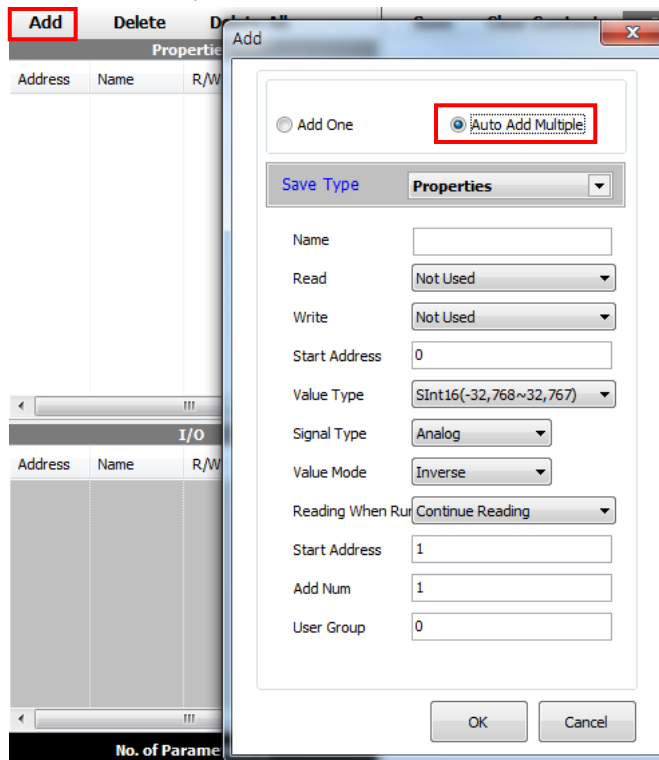 Add Delete
Add
Address Name R/W
Add One Auto Add Multiple
Save Type Properties
Name
Read Not Used
Write Not Used
Start Address 0
Value Type SInt16(-32,768~32,767)
Signal Type Analog
Value Mode Inverse
I/O
Address Name R/W
Reading When Rur Continue Reading
Start Address 1
Add Num 1
User Group 0
OK Cancel
No. of Parame